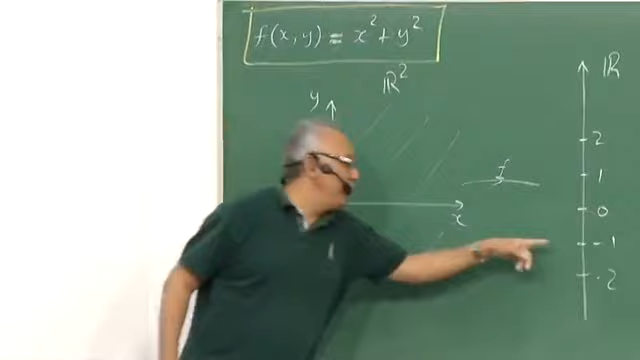 f(x,y) = x² + y²
ℝ²
ℝ
y
2
f
1
x
0
-1
-2